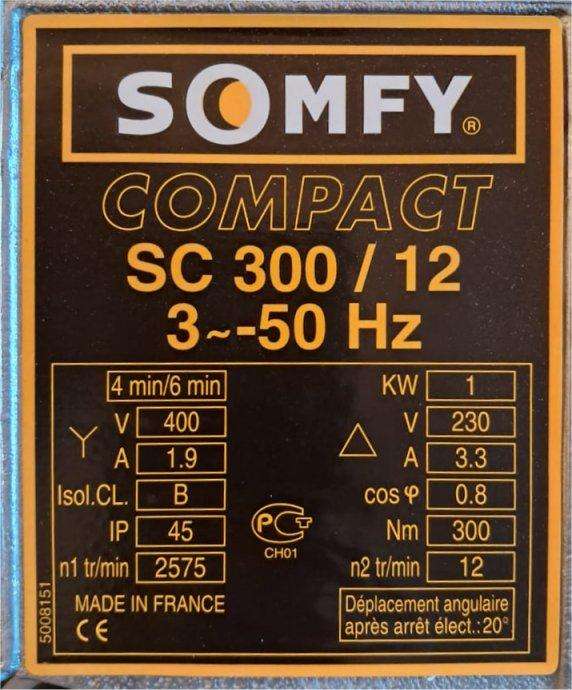 SOMFY®
COMPACT
SC 300 / 12
3~-50 Hz
4 min/6 min KW 1
V 400 V 230
A 1.9 A 3.3
Isol.CL. B cos φ 0.8
IP 45 Nm 300
n1 tr/min 2575 n2 tr/min 12
PCT
CH01
MADE IN FRANCE
CE
Déplacement angulaire
après arrêt élect.:20°
5008151